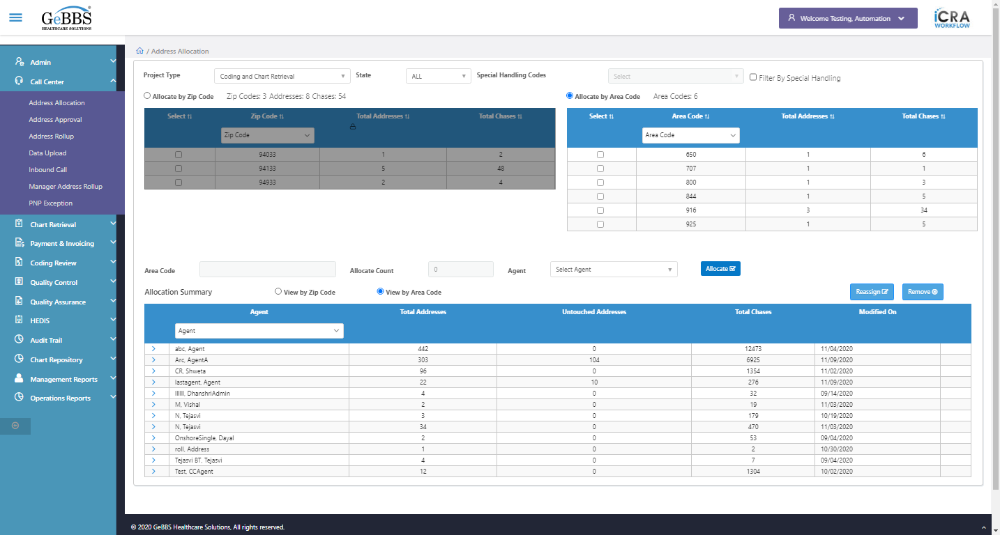 GeBBS
HEALTHCARE SOLUTIONS
Welcome Testing, Automation
iCRA
WORKFLOW
Admin
Call Center
Address Allocation
Address Approval
Address Rollup
Data Upload
Inbound Call
Manager Address Rollup
PNP Exception
Chart Retrieval
Payment & Invoicing
Coding Review
Quality Control
Quality Assurance
HEDIS
Audit Trail
Chart Repository
Management Reports
Operations Reports
/ Address Allocation
Project Type Coding and Chart Retrieval State ALL Special Handling Codes Select Filter By Special Handling
Allocate by Zip Code Zip Codes: 3 Addresses: 8 Chases: 54
Select Zip Code Total Addresses Total Chases
Zip Code
94033 1 2
94133 5 48
94933 2 4
Allocate by Area Code Area Codes: 6
Select Area Code Total Addresses Total Chases
Area Code
650 1 6
707 1 1
800 1 3
844 1 5
916 3 34
925 1 5
Area Code Allocate Count 0 Agent Select Agent Allocate
Allocation Summary View by Zip Code View by Area Code Reassign Remove
Agent Total Addresses Untouched Addresses Total Chases Modified On
Agent
abc, Agent 442 0 12473 11/04/2020
Arc, AgentA 303 104 6925 11/09/2020
CR, Shweta 96 0 1354 11/02/2020
lastagent, Agent 22 10 276 11/09/2020
llllll, DhanshriAdmin 4 0 32 09/14/2020
M, Vishal 2 0 19 11/03/2020
N, Tejasvi 3 0 179 10/19/2020
N, Tejasvi 34 0 470 11/03/2020
OnshoreSingle, Dayal 2 0 53 09/04/2020
roll, Address 1 0 2 10/30/2020
Tejasvi BT, Tejasvi 4 0 7 09/04/2020
Test, CCAgent 12 0 1304 10/02/2020
© 2020 GeBBS Healthcare Solutions, All rights reserved.